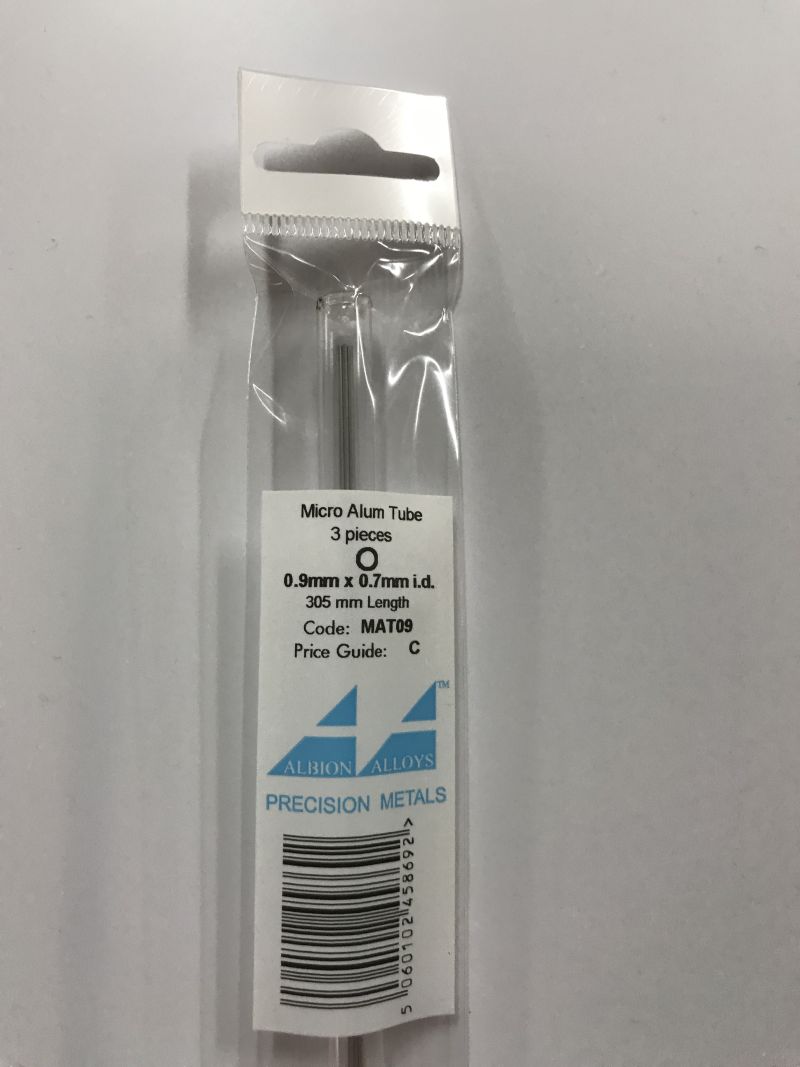 Micro Alum Tube
3 pieces
0.9mm x 0.7mm i.d.
305 mm Length
Code: MAT09
Price Guide: C
TM
ALBION ALLOYS
PRECISION METALS
5 060102 458692 >